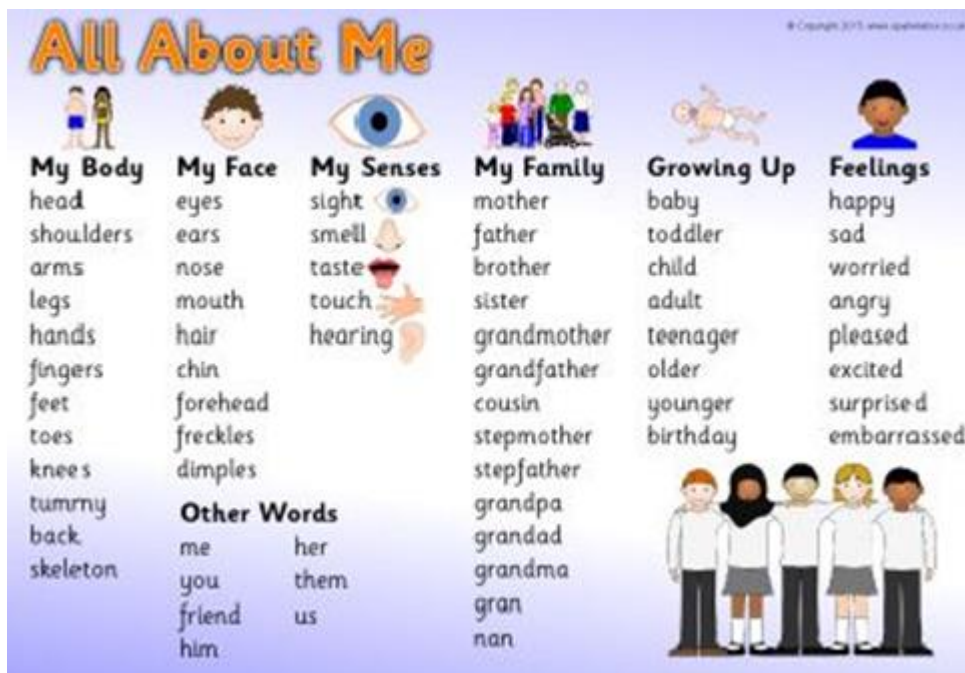 All About Me
© Copyright 2015
My Body
head
shoulders
arms
legs
hands
fingers
feet
toes
knees
tummy
back
skeleton
My Face
eyes
ears
nose
mouth
hair
chin
forehead
freckles
dimples
My Senses
sight
smell
taste
touch
hearing
Other Words
me
you
friend
him
her
them
us
My Family
mother
father
brother
sister
grandmother
grandfather
cousin
stepmother
stepfather
grandpa
grandad
grandma
gran
nan
Growing Up
baby
toddler
child
adult
teenager
older
younger
birthday
Feelings
happy
sad
worried
angry
pleased
excited
surprised
embarrassed